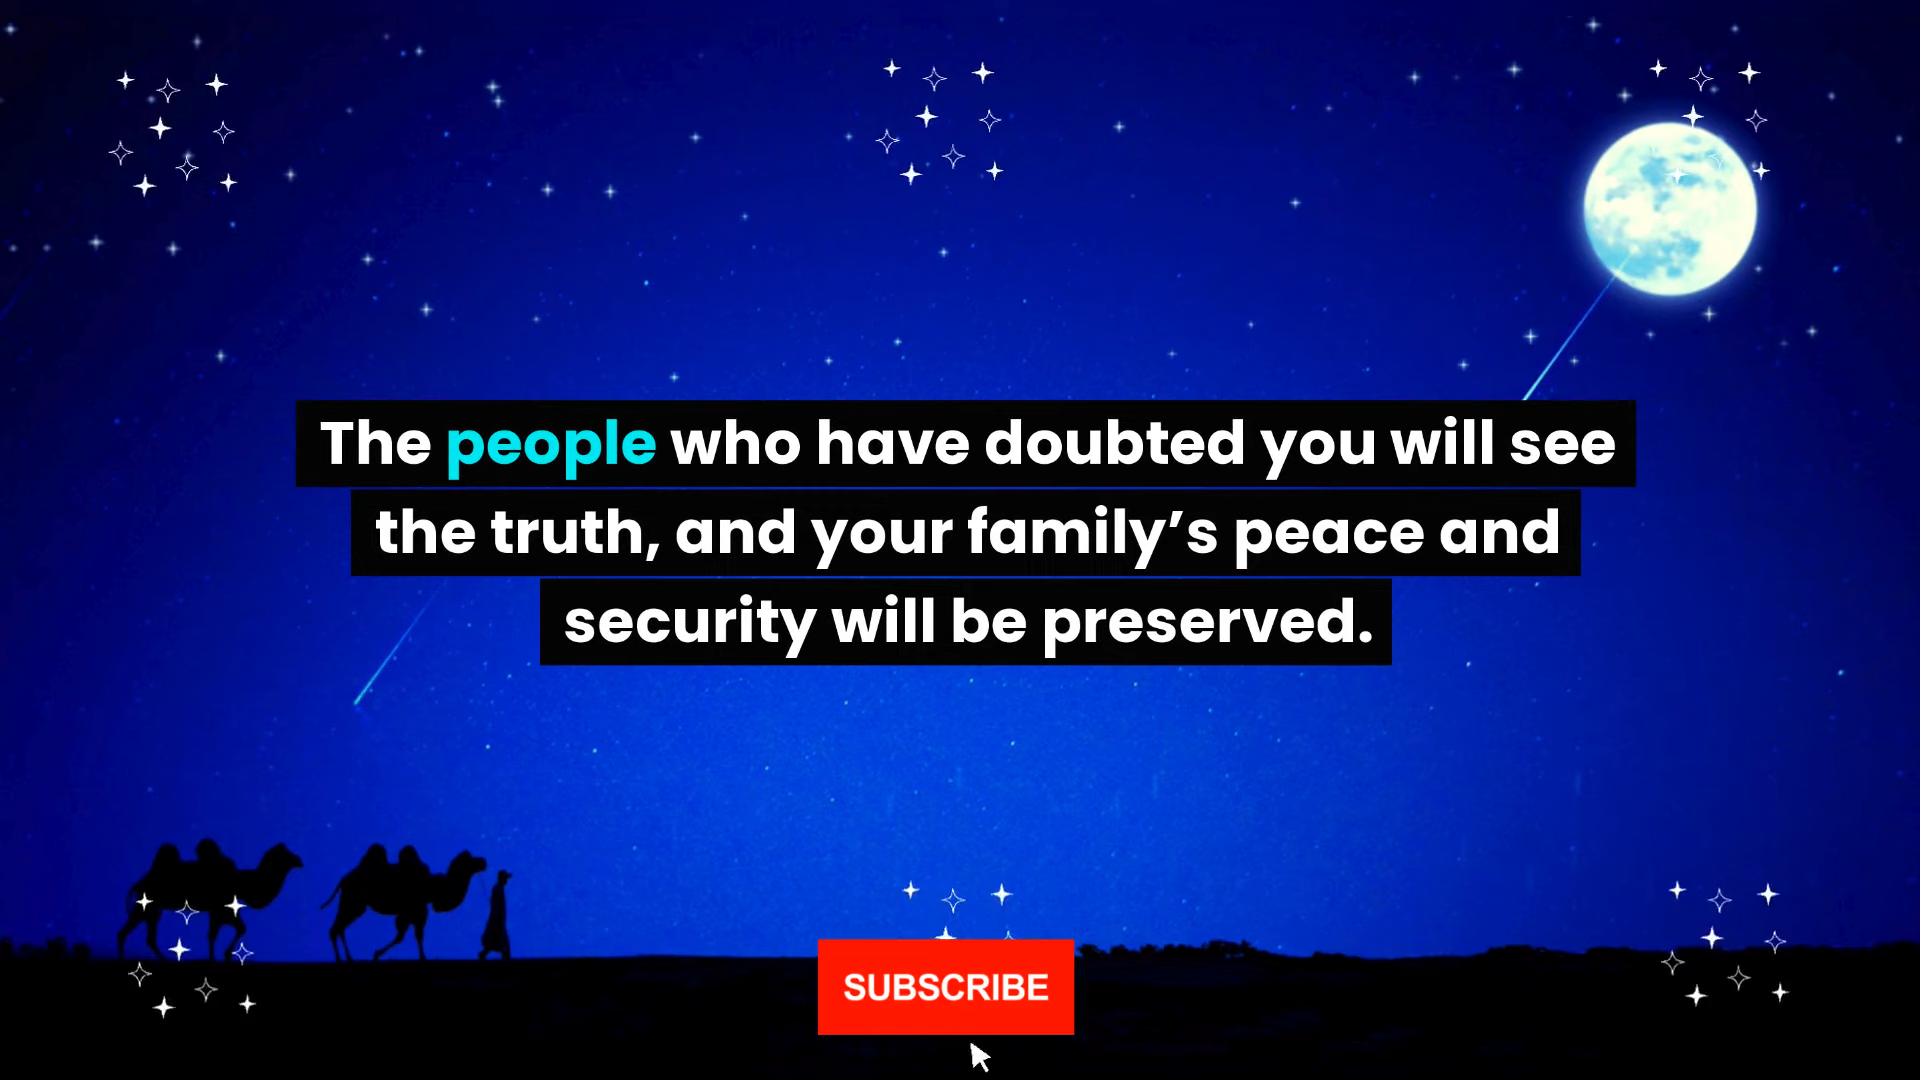 The people who have doubted you will see
the truth, and your family’s peace and
security will be preserved.
SUBSCRIBE